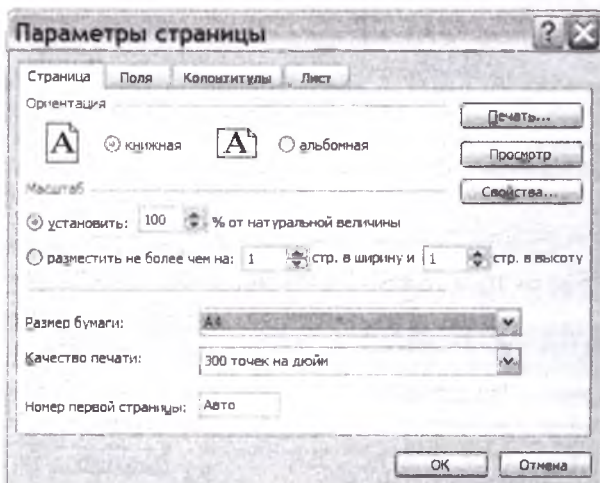 Параметры страницы ? X
Страница Поля Колонтитулы Лист
Ориентация
A книжная A альбомная
Печать...
Просмотр
Масштаб
Свойства...
установить: 100 % от натуральной величины
разместить не более чем на: 1 стр. в ширину и 1 стр. в высоту
Размер бумаги: A4
Качество печати: 300 точек на дюйм
Номер первой страницы: Авто
ОК Отмена